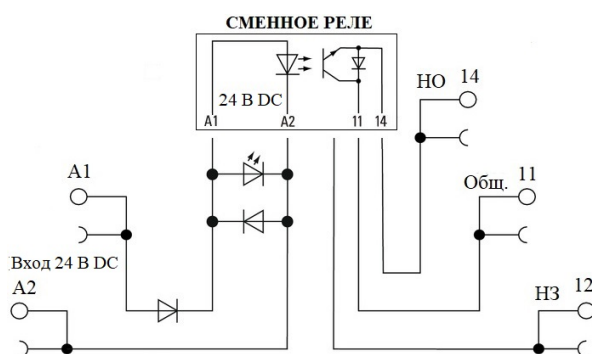 СМЕННОЕ РЕЛЕ
24 В DC
A1
A2
11
14
НО
14
Общ.
11
A1
Вход 24 В DC
A2
НЗ
12